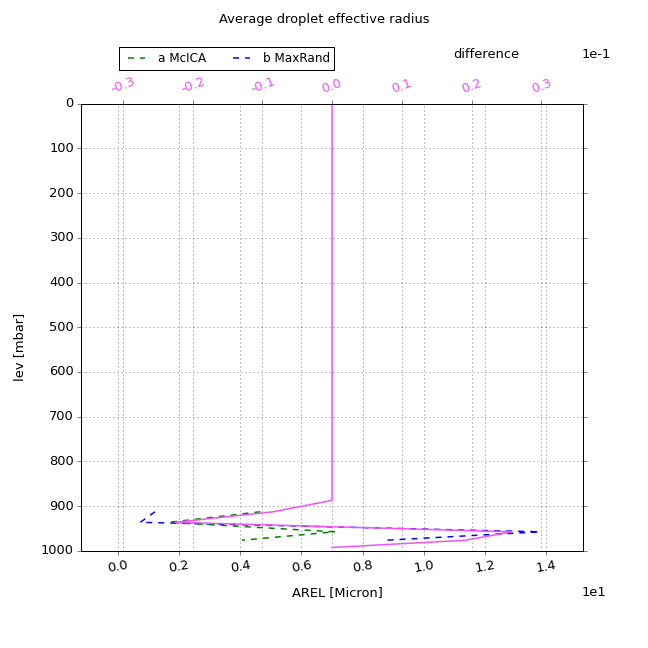 Average droplet effective radius
a McICA b MaxRand
difference 1e-1
-0.3 -0.2 -0.1 0.0 0.1 0.2 0.3
0
100
200
300
400
500
600
700
800
900
1000
lev [mbar]
0.0 0.2 0.4 0.6 0.8 1.0 1.2 1.4
AREL [Micron] 1e1